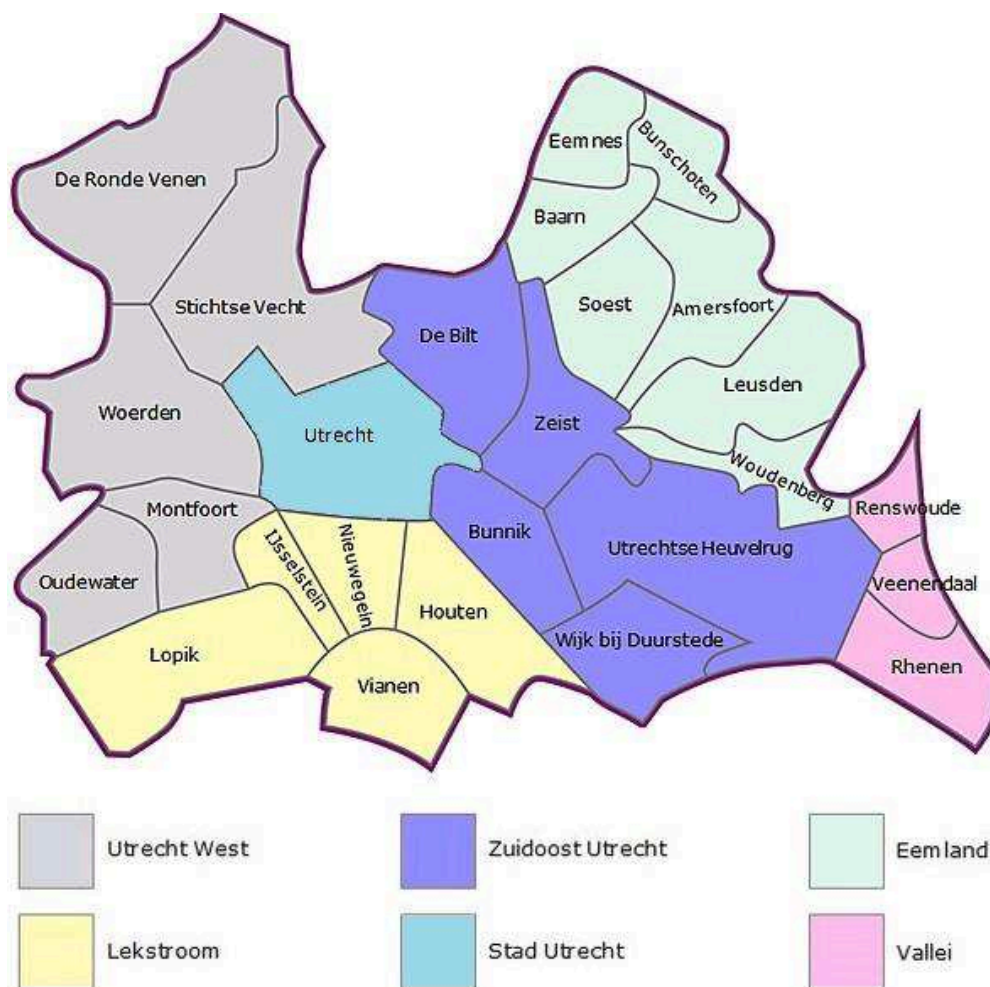 Eemnes
Bunschoten
De Ronde Venen
Baarn
Stichtse Vecht
Soest
Amersfoort
De Bilt
Leusden
Woerden
Zeist
Utrecht
Woudenberg
Montfoort
Renswoude
Bunnik
IJsselstein
Nieuwegein
Utrechtse Heuvelrug
Oudewater
Veenendaal
Houten
Wijk bij Duurstede
Lopik
Rhenen
Vianen
Utrecht West
Zuidoost Utrecht
Eemland
Lekstroom
Stad Utrecht
Vallei